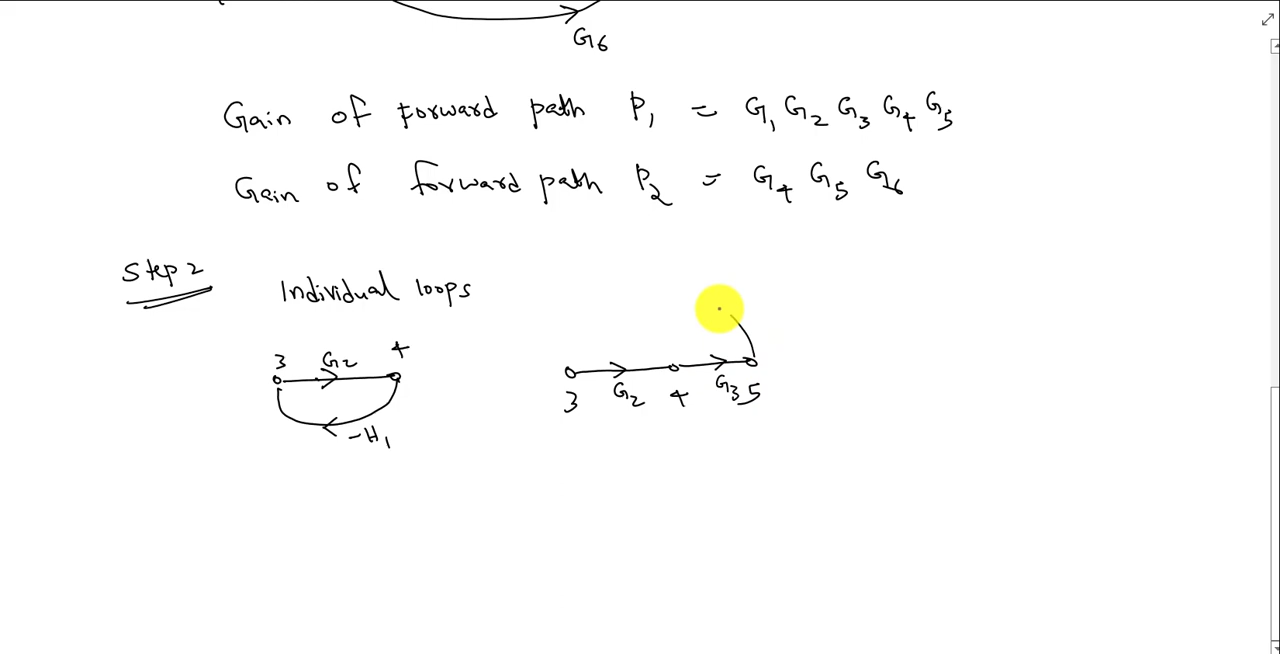 G6
Gain of Forward path P1 = G1 G2 G3 G4 G5
Gain of forward path P2 = G4 G5 G6
Step 2
Individual loops
3 G2 4
-H1
3 G2 4 G3 5